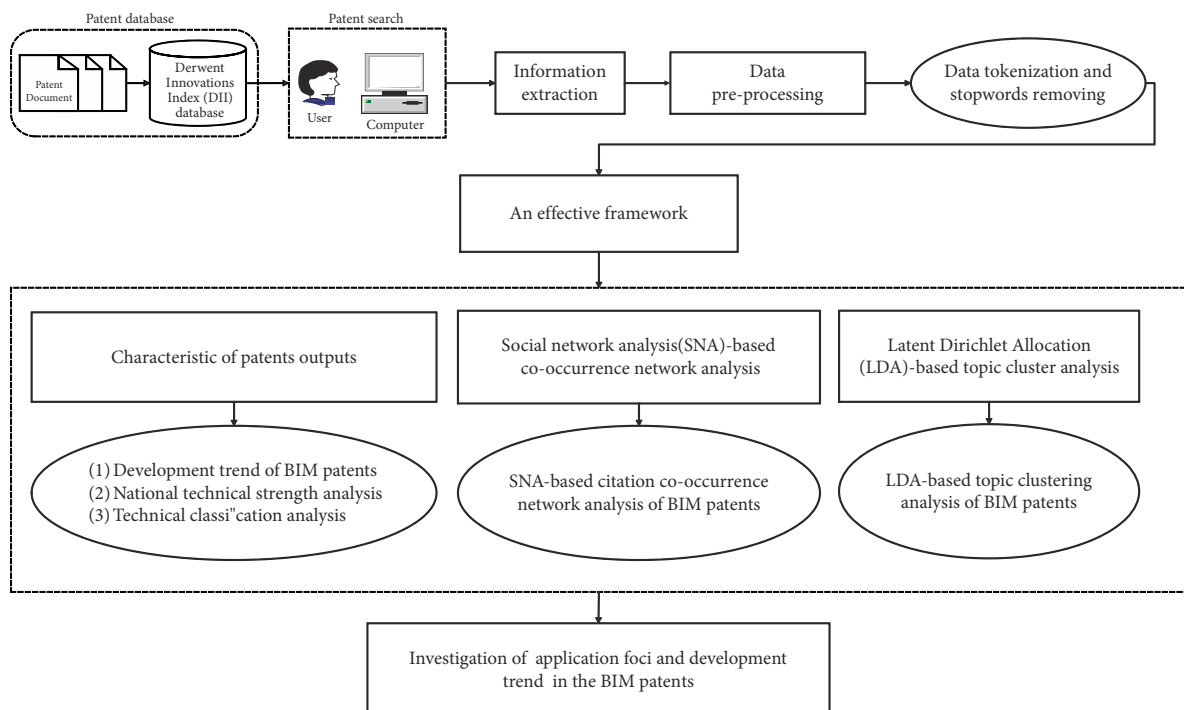 Patent database
Patent search
Patent
Document
Derwent
Innovations
Index (DII)
database
User
Computer
Information
extraction
Data
pre-processing
Data tokenization and
stopwords removing
An effective framework
Characteristic of patents outputs
Social network analysis(SNA)-based
co-occurrence network analysis
Latent Dirichlet Allocation
(LDA)-based topic cluster analysis
(1) Development trend of BIM patents
(2) National technical strength analysis
(3) Technical classi"cation analysis
SNA-based citation co-occurrence
network analysis of BIM patents
LDA-based topic clustering
analysis of BIM patents
Investigation of application foci and development
trend in the BIM patents